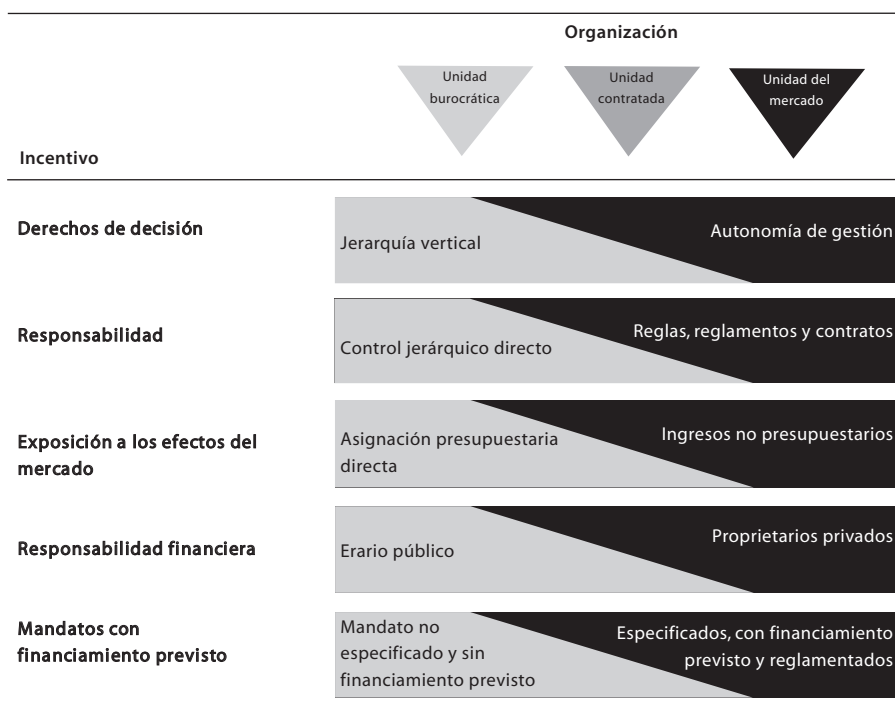 Organización
Unidad
burocrática
Unidad
contratada
Unidad del
mercado
Incentivo
Derechos de decisión
Jerarquía vertical
Autonomía de gestión
Responsabilidad
Control jerárquico directo
Reglas, reglamentos y contratos
Exposición a los efectos del
mercado
Asignación presupuestaria
directa
Ingresos no presupuestarios
Responsabilidad financiera
Erario público
Proprietarios privados
Mandatos con
financiamiento previsto
Mandato no
especificado y sin
financiamiento previsto
Especificados, con financiamiento
previsto y reglamentados